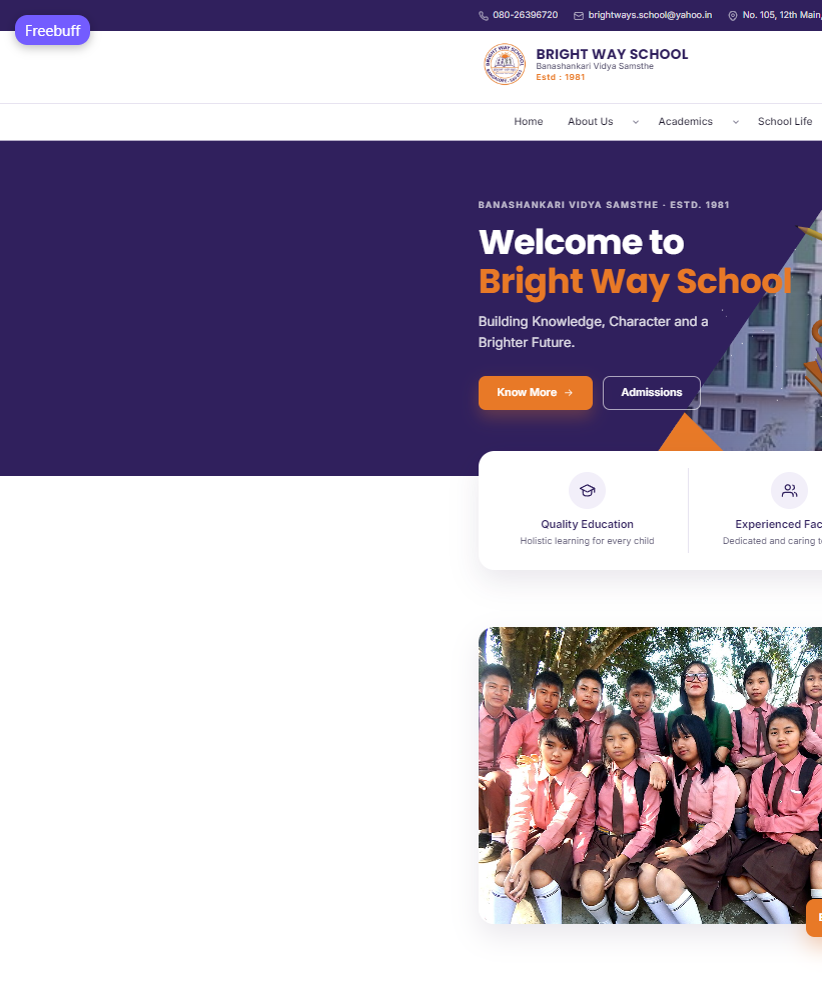 Freebuff
080-26396720 brightways.school@yahoo.in No. 105, 12th Main,
BRIGHT WAY SCHOOL
Banashankari Vidya Samsthe
Estd : 1981
Home About Us Academics School Life
BANASHANKARI VIDYA SAMSTHE - ESTD. 1981
Welcome to
Bright Way School
Building Knowledge, Character and a
Brighter Future.
Know More → Admissions
Quality Education Experienced Fac
Holistic learning for every child Dedicated and caring t